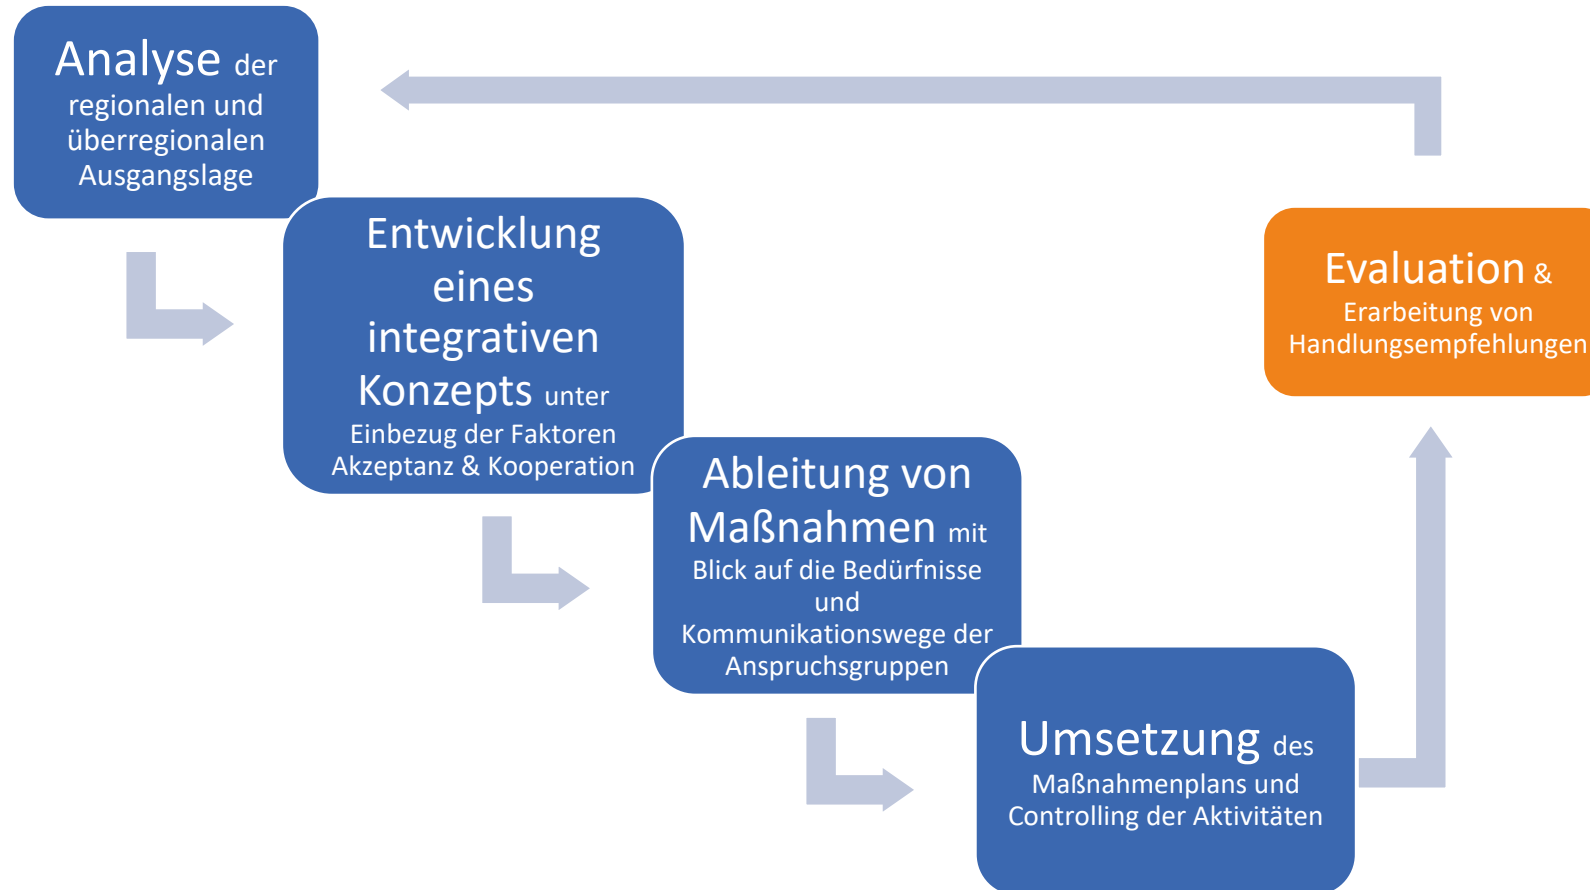 Analyse der
regionalen und
überregionalen
Ausgangslage
Entwicklung
eines
integrativen
Konzepts unter
Einbezug der Faktoren
Akzeptanz & Kooperation
Ableitung von
Maßnahmen mit
Blick auf die Bedürfnisse
und
Kommunikationswege der
Anspruchsgruppen
Umsetzung des
Maßnahmenplans und
Controlling der Aktivitäten
Evaluation &
Erarbeitung von
Handlungsempfehlungen